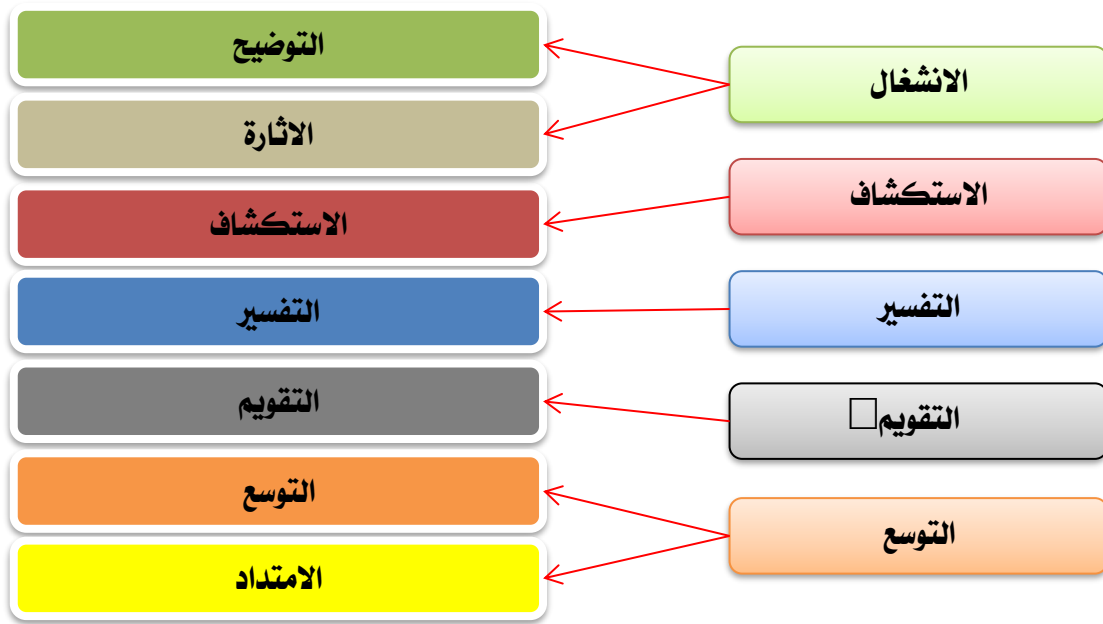 الانشغال
الاستكشاف
التفسير
التقويم
التوسع
التوضيح
الاثارة
الاستكشاف
التفسير
التقويم
التوسع
الامتداد